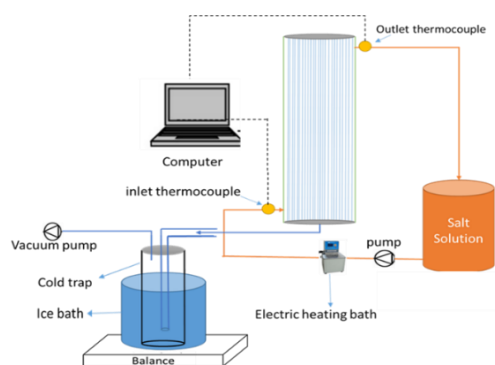 Outlet thermocouple
Computer
inlet thermocouple
Salt
Solution
Vacuum pump
pump
Cold trap
Ice bath
Electric heating bath
Balance